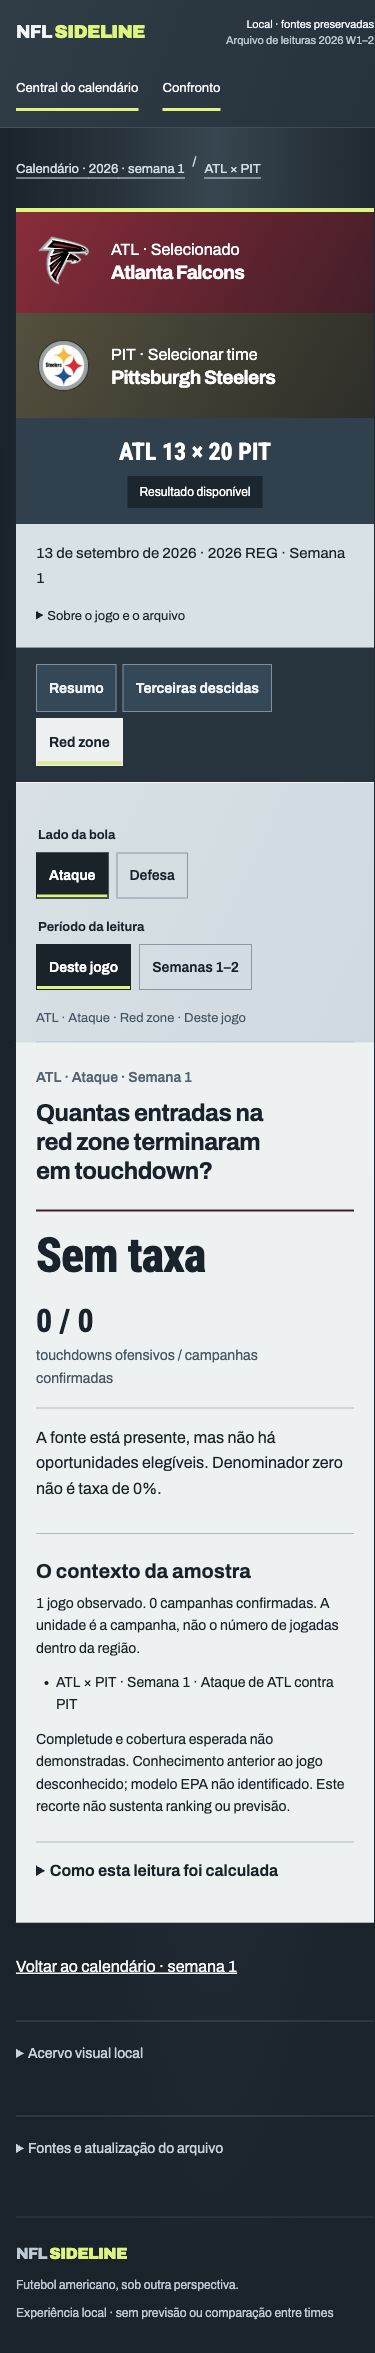 NFL SIDELINE
Local · fontes preservadas
Arquivo de leituras 2026 W1–2
Central do calendário
Confronto
Calendário · 2026 · semana 1 / ATL × PIT
ATL · Selecionado
Atlanta Falcons
Steelers
PIT · Selecionar time
Pittsburgh Steelers
ATL 13 × 20 PIT
Resultado disponível
13 de setembro de 2026 · 2026 REG · Semana
1
Sobre o jogo e o arquivo
Resumo
Terceiras descidas
Red zone
Lado da bola
Ataque
Defesa
Período da leitura
Deste jogo
Semanas 1–2
ATL · Ataque · Red zone · Deste jogo
ATL · Ataque · Semana 1
Quantas entradas na
red zone terminaram
em touchdown?
Sem taxa
0 / 0
touchdowns ofensivos / campanhas
confirmadas
A fonte está presente, mas não há
oportunidades elegíveis. Denominador zero
não é taxa de 0%.
O contexto da amostra
1 jogo observado. 0 campanhas confirmadas. A
unidade é a campanha, não o número de jogadas
dentro da região.
• ATL × PIT · Semana 1 · Ataque de ATL contra
PIT
Completude e cobertura esperada não
demonstradas. Conhecimento anterior ao jogo
desconhecido; modelo EPA não identificado. Este
recorte não sustenta ranking ou previsão.
Como esta leitura foi calculada
Voltar ao calendário · semana 1
Acervo visual local
Fontes e atualização do arquivo
NFL SIDELINE
Futebol americano, sob outra perspectiva.
Experiência local · sem previsão ou comparação entre times